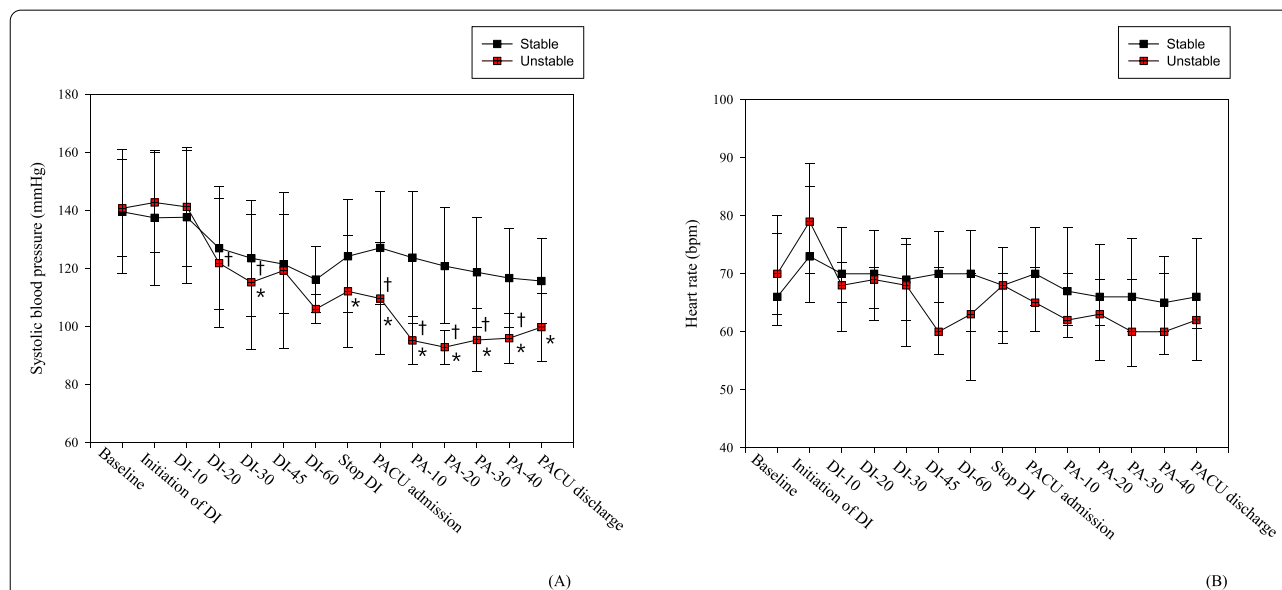 Stable
Unstable
180
160
140
120
100
80
60
Systolic blood pressure (mmHg)
†
†
*
*
†
*
†
*
†
*
†
*
†
*
*
Baseline
Initiation of DI
DI-10
DI-20
DI-30
DI-45
DI-60
Stop DI
PACU admission
PA-10
PA-20
PA-30
PA-40
PACU discharge
(A)
Stable
Unstable
100
90
80
70
60
50
40
Heart rate (bpm)
Baseline
Initiation of DI
DI-10
DI-20
DI-30
DI-45
DI-60
Stop DI
PACU admission
PA-10
PA-20
PA-30
PA-40
PACU discharge
(B)